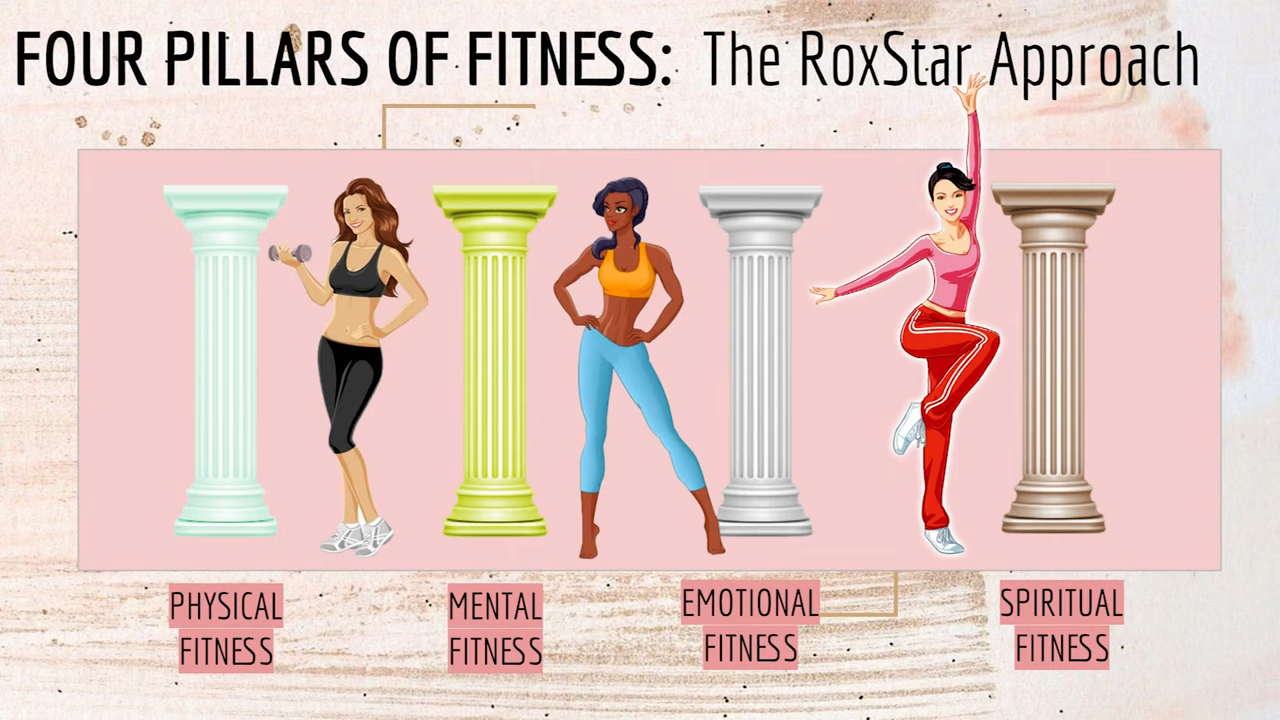 FOUR PILLARS OF FITNESS: The RoxStar Approach
PHYSICAL
FITNESS
MENTAL
FITNESS
EMOTIONAL
FITNESS
SPIRITUAL
FITNESS